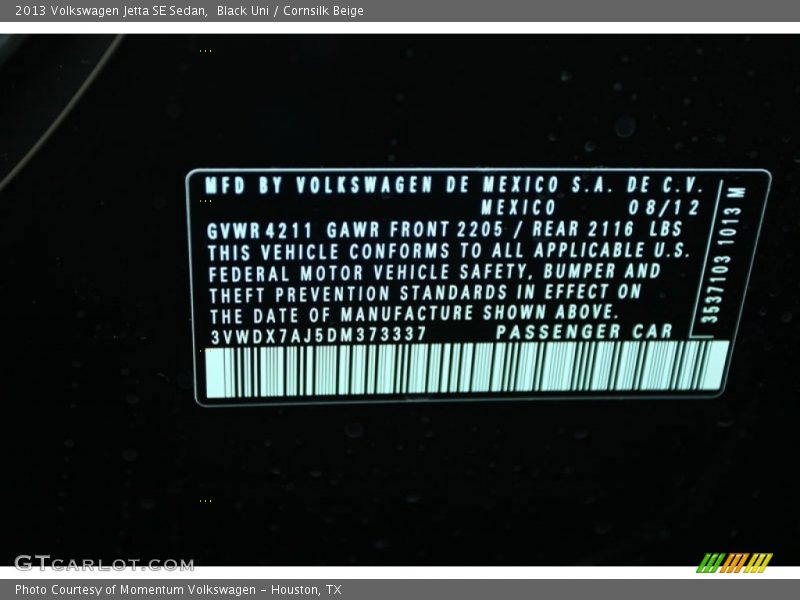 2013 Volkswagen Jetta SE Sedan,  Black Uni / Cornsilk Beige
MFD BY VOLKSWAGEN DE MEXICO S.A. DE C.V.
MEXICO 08/12
GVWR 4211 GAWR FRONT 2205 / REAR 2116 LBS
THIS VEHICLE CONFORMS TO ALL APPLICABLE U.S.
FEDERAL MOTOR VEHICLE SAFETY, BUMPER AND
THEFT PREVENTION STANDARDS IN EFFECT ON
THE DATE OF MANUFACTURE SHOWN ABOVE.
3VWDX7AJ5DM373337 PASSENGER CAR
3537103 1013 M
GTCARLOT.COM
Photo Courtesy of Momentum Volkswagen - Houston, TX